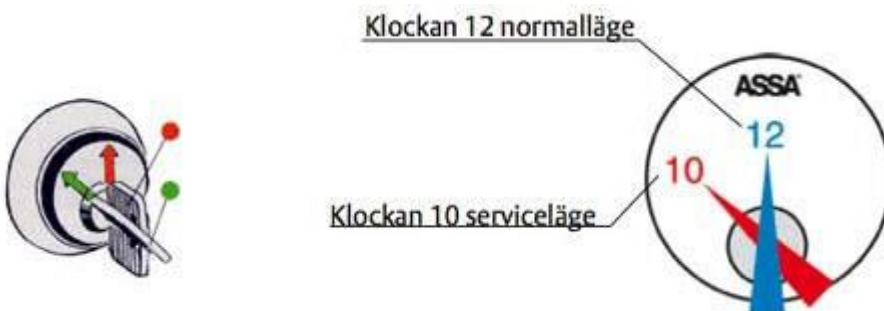 Klockan 12 normalläge
ASSA
12
10
Klockan 10 serviceläge